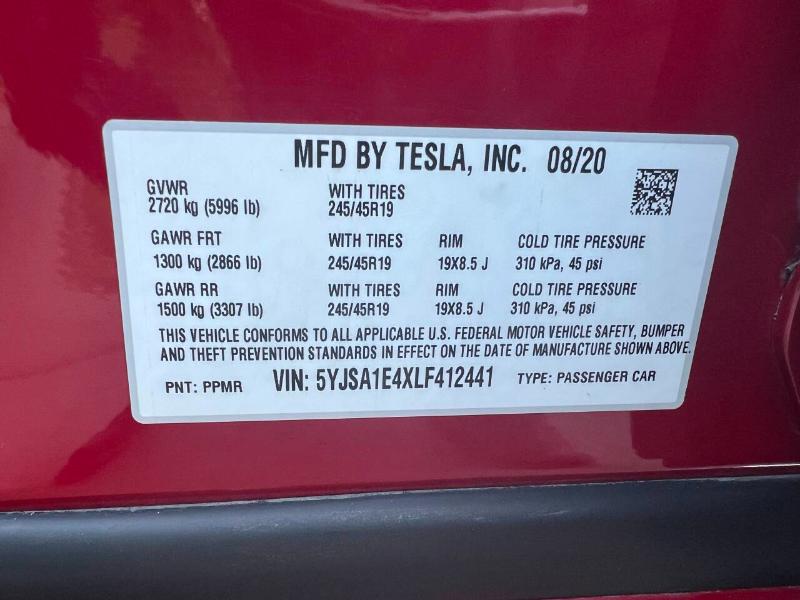 MFD BY TESLA, INC. 08/20
GVWR WITH TIRES
2720 kg (5996 lb) 245/45R19
GAWR FRT WITH TIRES RIM COLD TIRE PRESSURE
1300 kg (2866 lb) 245/45R19 19X8.5 J 310 kPa, 45 psi
GAWR RR WITH TIRES RIM COLD TIRE PRESSURE
1500 kg (3307 lb) 245/45R19 19X8.5 J 310 kPa, 45 psi
THIS VEHICLE CONFORMS TO ALL APPLICABLE U.S. FEDERAL MOTOR VEHICLE SAFETY, BUMPER
AND THEFT PREVENTION STANDARDS IN EFFECT ON THE DATE OF MANUFACTURE SHOWN ABOVE.
PNT: PPMR VIN: 5YJSA1E4XLF412441 TYPE: PASSENGER CAR